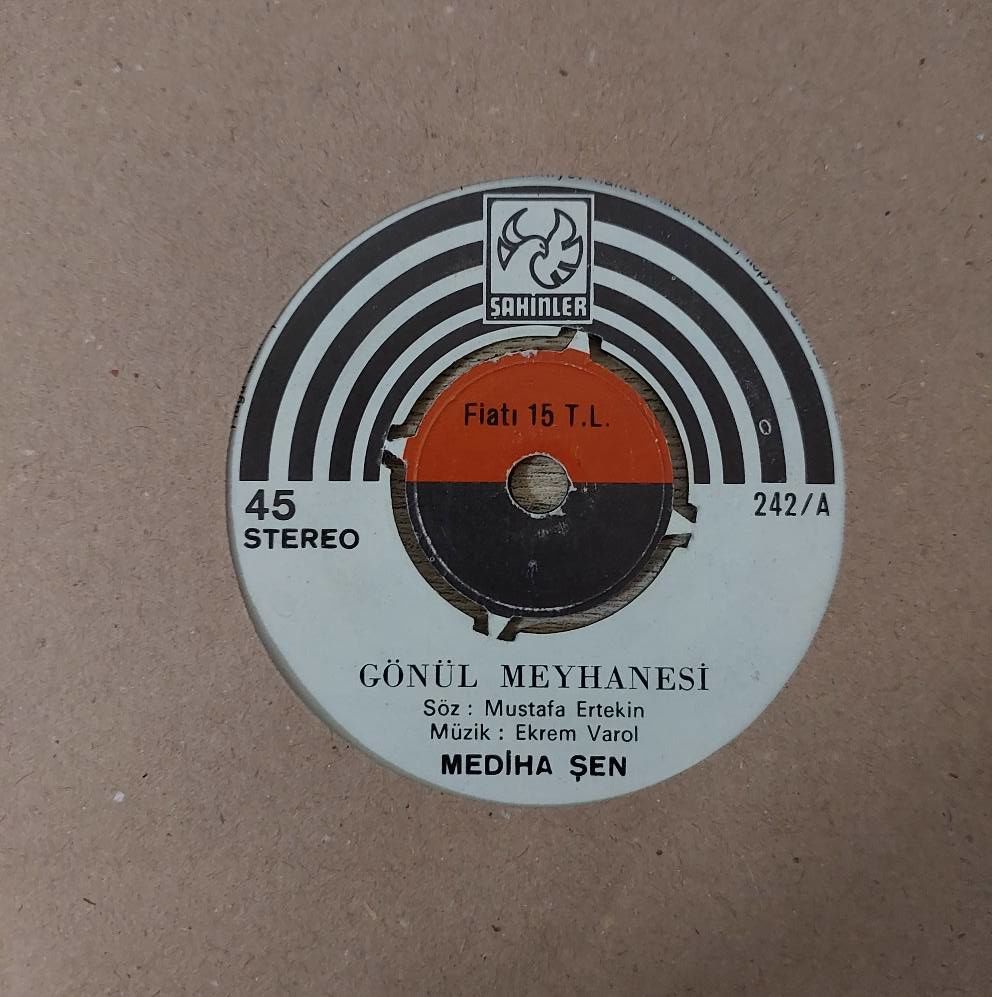 ŞAHİNLER
Fiatı 15 T.L.
45
STEREO
242/A
GÖNÜL MEYHANESİ
Söz : Mustafa Ertekin
Müzik : Ekrem Varol
MEDİHA ŞEN